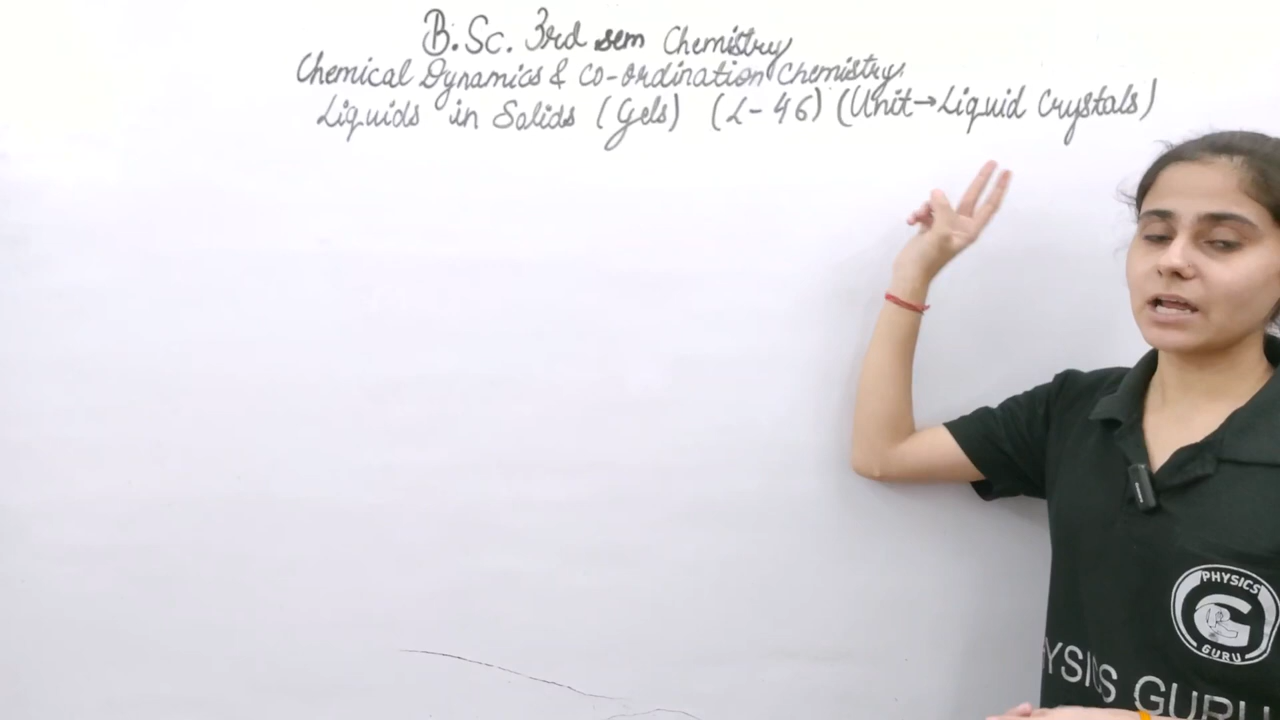 B.Sc. 3rd sem Chemistry
Chemical Dynamics & Co-ordination Chemistry
Liquids in Solids (Gels) (L-46) (Unit→Liquid Crystals)
PHYSICS
GURU
YSICS GURU